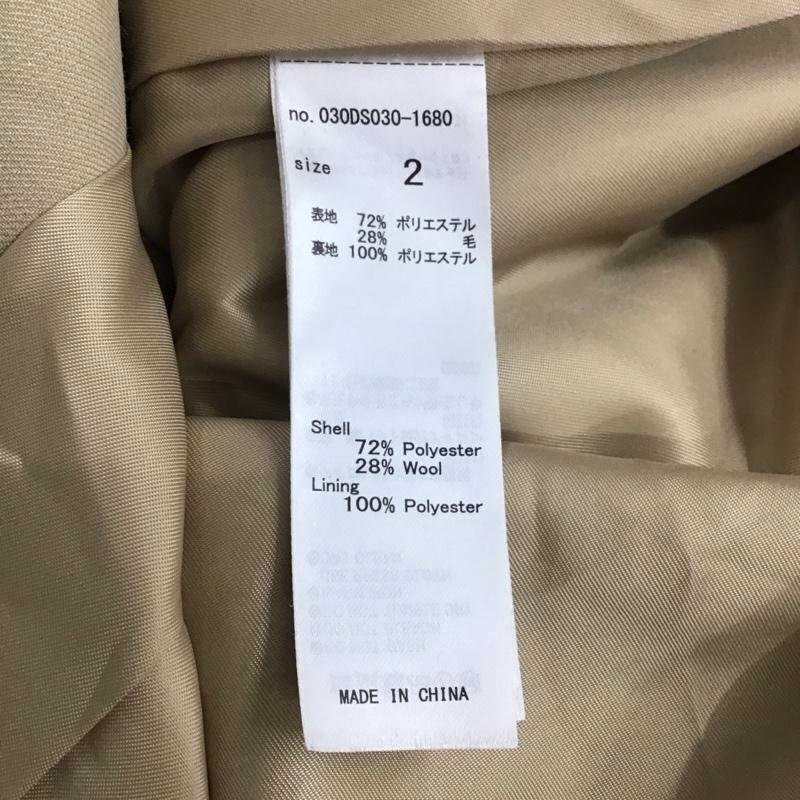 no.030DS030-1680
size 2
表地 72% ポリエステル
28% 毛
裏地 100% ポリエステル
Shell
72% Polyester
28% Wool
Lining
100% Polyester
MADE IN CHINA